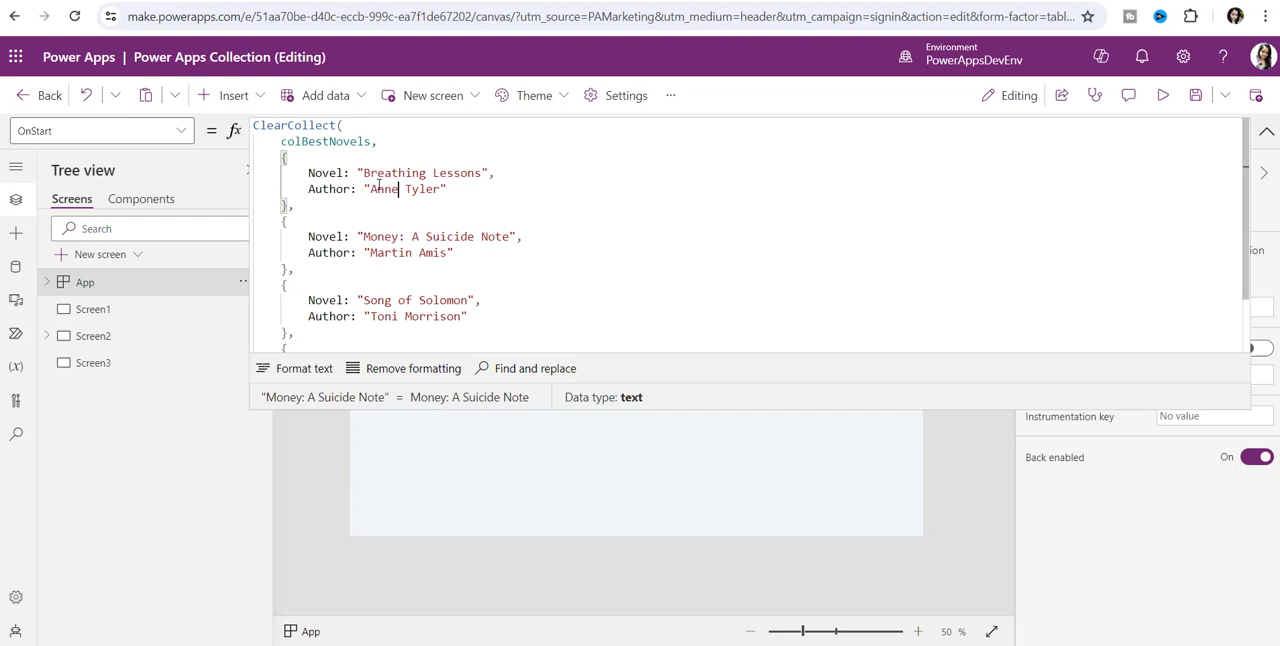 make.powerapps.com/e/51aa70be-d40c-eccb-999c-ea7f1de67202/canvas/?utm_source=PAMarketing&utm_medium=header&utm_campaign=signin&action=edit&form-factor=tabl...
Power Apps | Power Apps Collection (Editing)
Environment
PowerAppsDevEnv
Back
Insert
Add data
New screen
Theme
Settings
...
Editing
OnStart
= fx
ClearCollect(
colBestNovels,
{
Novel: "Breathing Lessons",
Author: "Anne Tyler"
},
{
Novel: "Money: A Suicide Note",
Author: "Martin Amis"
},
{
Novel: "Song of Solomon",
Author: "Toni Morrison"
},
{
Format text
Remove formatting
Find and replace
"Money: A Suicide Note" = Money: A Suicide Note
Data type: text
Tree view
Screens
Components
Search
New screen
App
Screen1
Screen2
Screen3
ion
Instrumentation key
No value
Back enabled
On
App
50 %